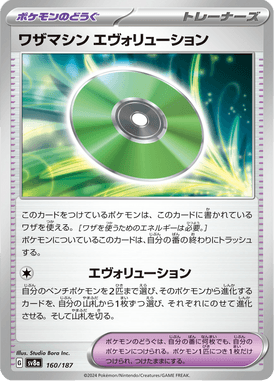 ポケモンのどうぐ
トレーナーズ
ワザマシン エヴォリューション
このカードをつけているポケモンは、このカードに書かれている
ワザを使える。[ワザを使うためのエネルギーは必要。]
ポケモンについているこのカードは、自分の番の終わりにトラッシュ
する。
エヴォリューション
自分のベンチポケモンを2匹まで選び、そのポケモンから進化する
カードを、自分の山札から1枚ずつ選び、それぞれにのせて進化さ
せる。そして山札を切る。
Illus. Studio Bora Inc.
G
sv8a
160/187
©2024 Pokémon/Nintendo/Creatures/GAME FREAK.
ポケモンのどうぐは、自分の番に何枚でも、自分の
ポケモンにつけられる。ポケモン1匹につき1枚だけ
つけられ、つけたままにする。